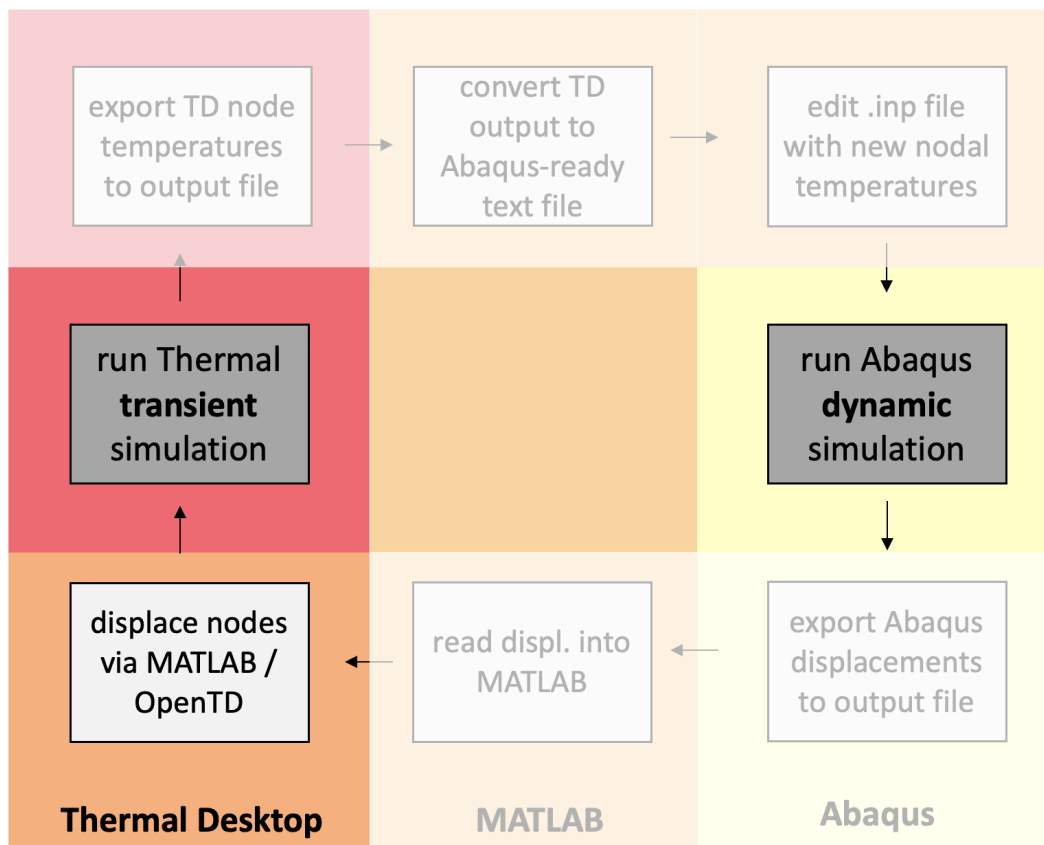 export TD node
temperatures
to output file
convert TD
output to
Abaqus-ready
text file
edit .inp file
with new nodal
temperatures
run Thermal
transient
simulation
run Abaqus
dynamic
simulation
displace nodes
via MATLAB /
OpenTD
read displ. into
MATLAB
export Abaqus
displacements
to output file
Thermal Desktop
MATLAB
Abaqus